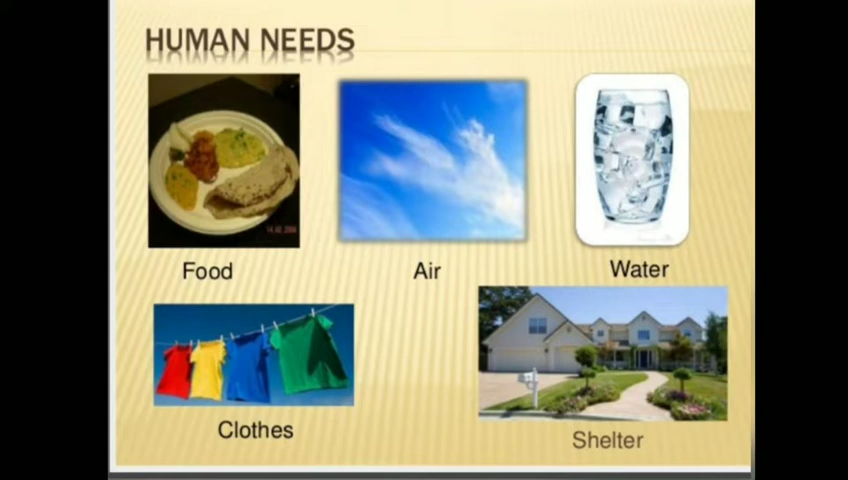 HUMAN NEEDS
Food
Air
Water
Clothes
Shelter